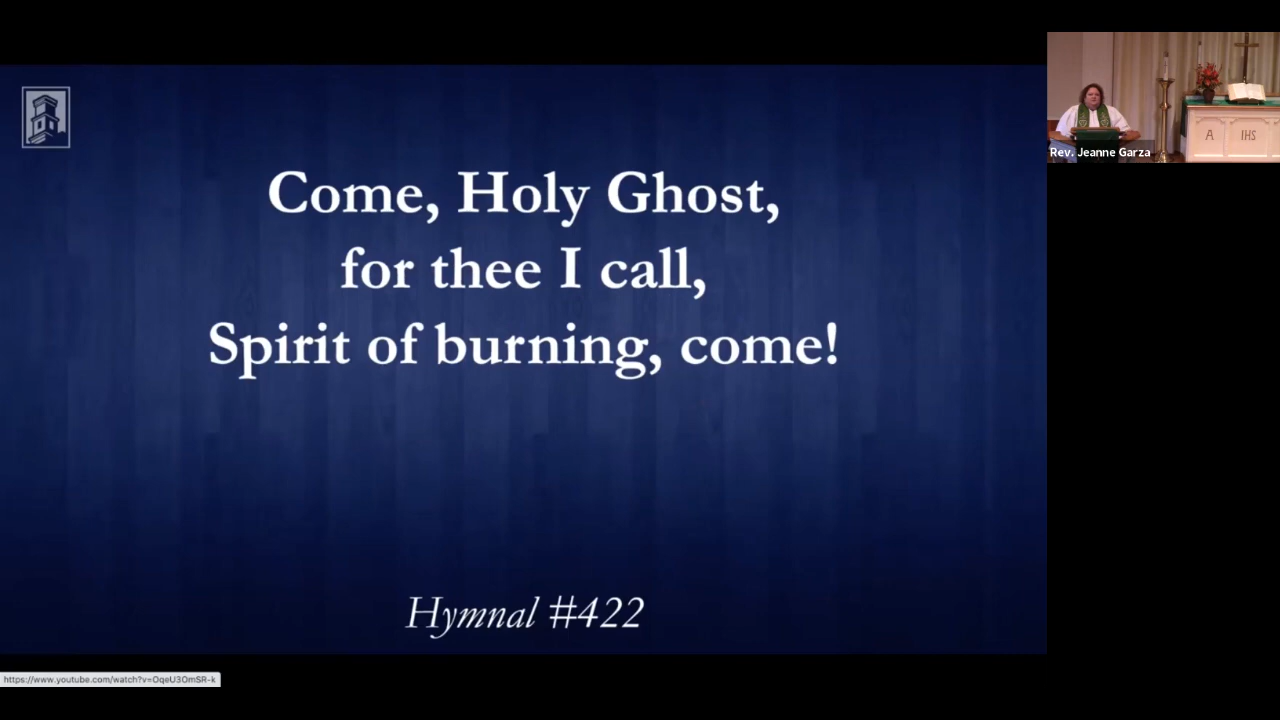 Come, Holy Ghost,
for thee I call,
Spirit of burning, come!
Hymnal #422
Rev. Jeanne Garza
A IHS
https://www.youtube.com/watch?v=OqeU3OmSR-k